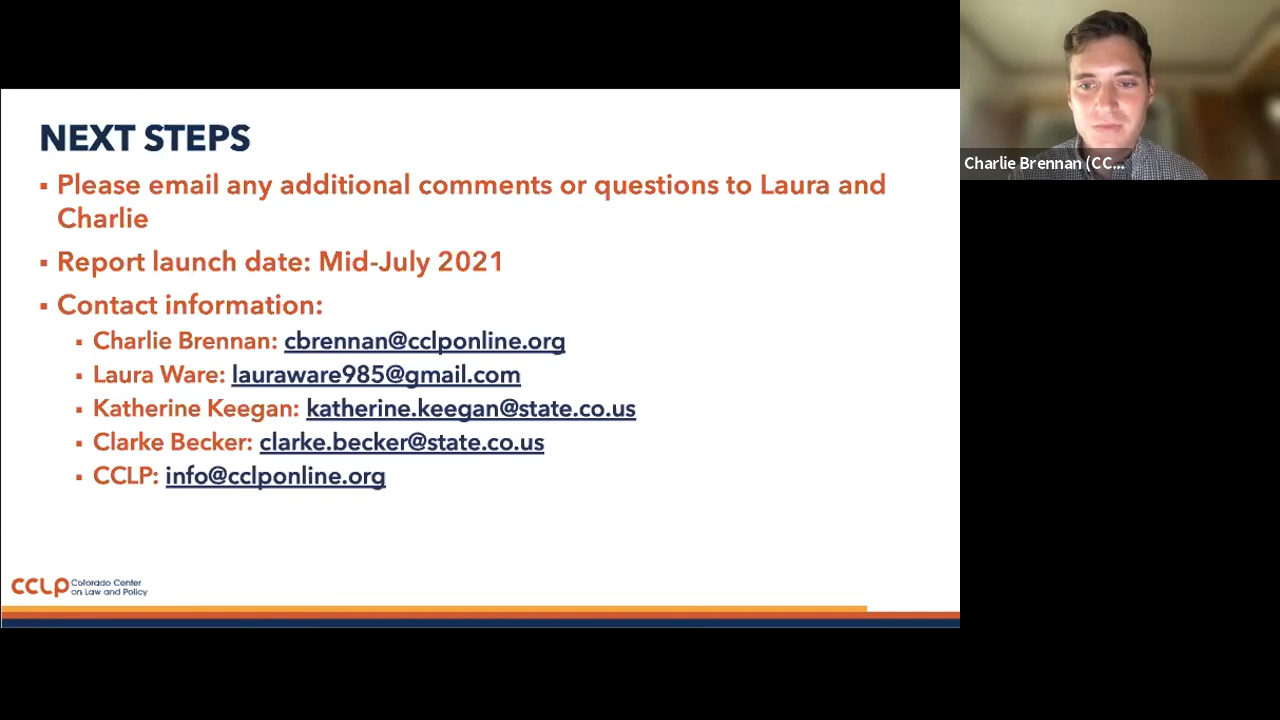 NEXT STEPS
▪ Please email any additional comments or questions to Laura and
Charlie
▪ Report launch date: Mid-July 2021
▪ Contact information:
▪ Charlie Brennan: cbrennan@cclponline.org
▪ Laura Ware: lauraware985@gmail.com
▪ Katherine Keegan: katherine.keegan@state.co.us
▪ Clarke Becker: clarke.becker@state.co.us
▪ CCLP: info@cclponline.org
CCLP Colorado Center
on Law and Policy
Charlie Brennan (CC...